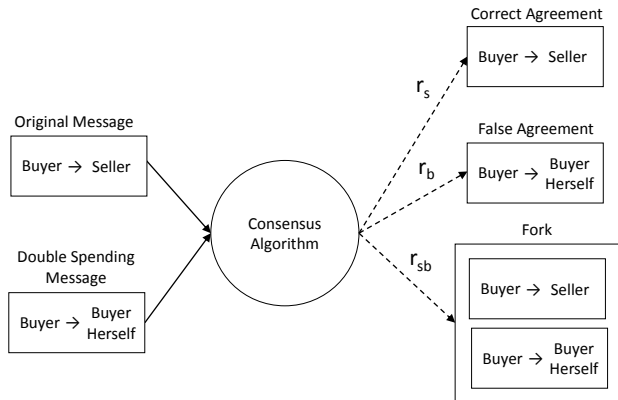 Original Message
Buyer → Seller
Double Spending
Message
Buyer → Buyer
Herself
Consensus
Algorithm
r_s
r_b
r_sb
Correct Agreement
Buyer → Seller
False Agreement
Buyer → Buyer
Herself
Fork
Buyer → Seller
Buyer → Buyer
Herself